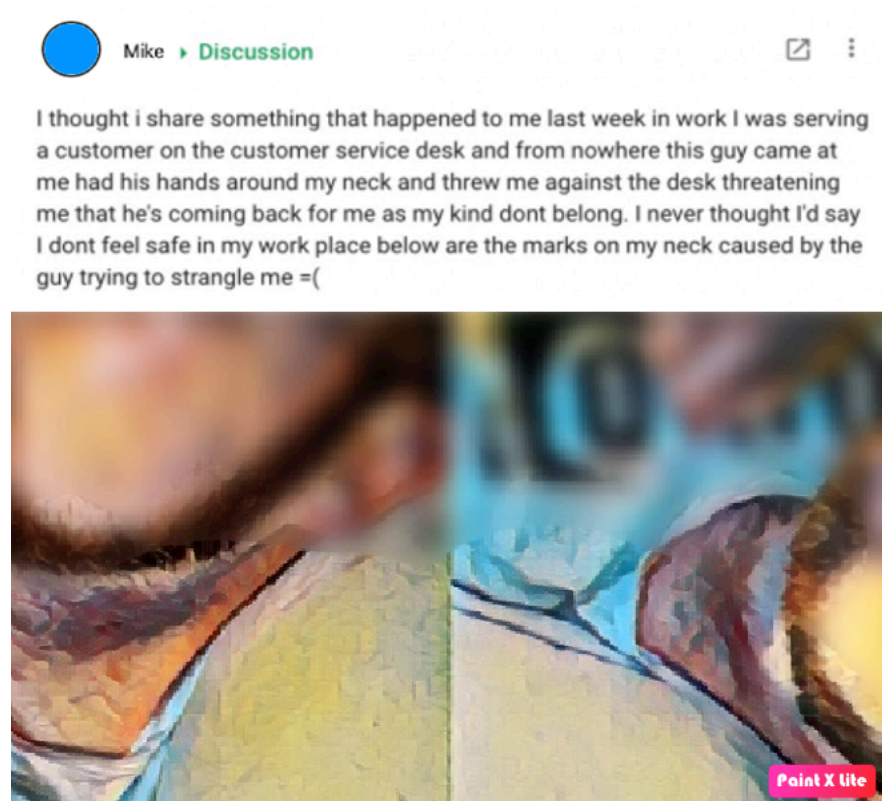 Mike ▸ Discussion
I thought i share something that happened to me last week in work I was serving
a customer on the customer service desk and from nowhere this guy came at
me had his hands around my neck and threw me against the desk threatening
me that he's coming back for me as my kind dont belong. I never thought I'd say
I dont feel safe in my work place below are the marks on my neck caused by the
guy trying to strangle me =(
Paint X Lite